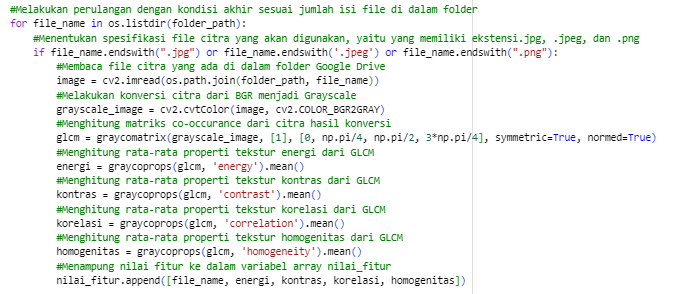 #Melakukan perulangan dengan kondisi akhir sesuai jumlah isi file di dalam folder
for file_name in os.listdir(folder_path):
#Menentukan spesifikasi file citra yang akan digunakan, yaitu yang memiliki ekstensi.jpg, .jpeg, dan .png
if file_name.endswith(".jpg") or file_name.endswith('.jpeg') or file_name.endswith(".png"):
#Membaca file citra yang ada di dalam folder Google Drive
image = cv2.imread(os.path.join(folder_path, file_name))
#Melakukan konversi citra dari BGR menjadi Grayscale
grayscale_image = cv2.cvtColor(image, cv2.COLOR_BGR2GRAY)
#Menghitung matriks co-occurance dari citra hasil konversi
glcm = graycomatrix(grayscale_image, [1], [0, np.pi/4, np.pi/2, 3*np.pi/4], symmetric=True, normed=True)
#Menghitung rata-rata properti tekstur energi dari GLCM
energi = graycoprops(glcm, 'energy').mean()
#Menghitung rata-rata properti tekstur kontras dari GLCM
kontras = graycoprops(glcm, 'contrast').mean()
#Menghitung rata-rata properti tekstur korelasi dari GLCM
korelasi = graycoprops(glcm, 'correlation').mean()
#Menghitung rata-rata properti tekstur homogenitas dari GLCM
homogenitas = graycoprops(glcm, 'homogeneity').mean()
#Menampung nilai fitur ke dalam variabel array nilai_fitur
nilai_fitur.append([file_name, energi, kontras, korelasi, homogenitas])